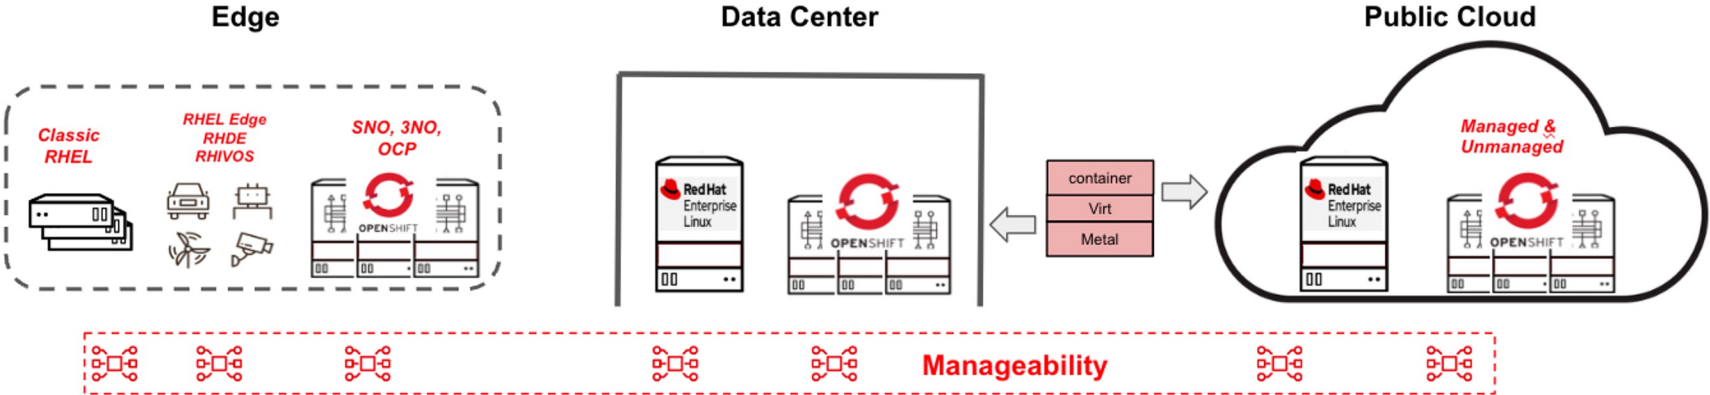 Edge
Data Center
Public Cloud
Classic
RHEL
RHEL Edge
RHDE
RHIVOS
SNO, 3NO,
OCP
OPENSHIFT
Red Hat
Enterprise
Linux
OPENSHIFT
container
Virt
Metal
Managed &
Unmanaged
Red Hat
Enterprise
Linux
OPENSHIFT
Manageability